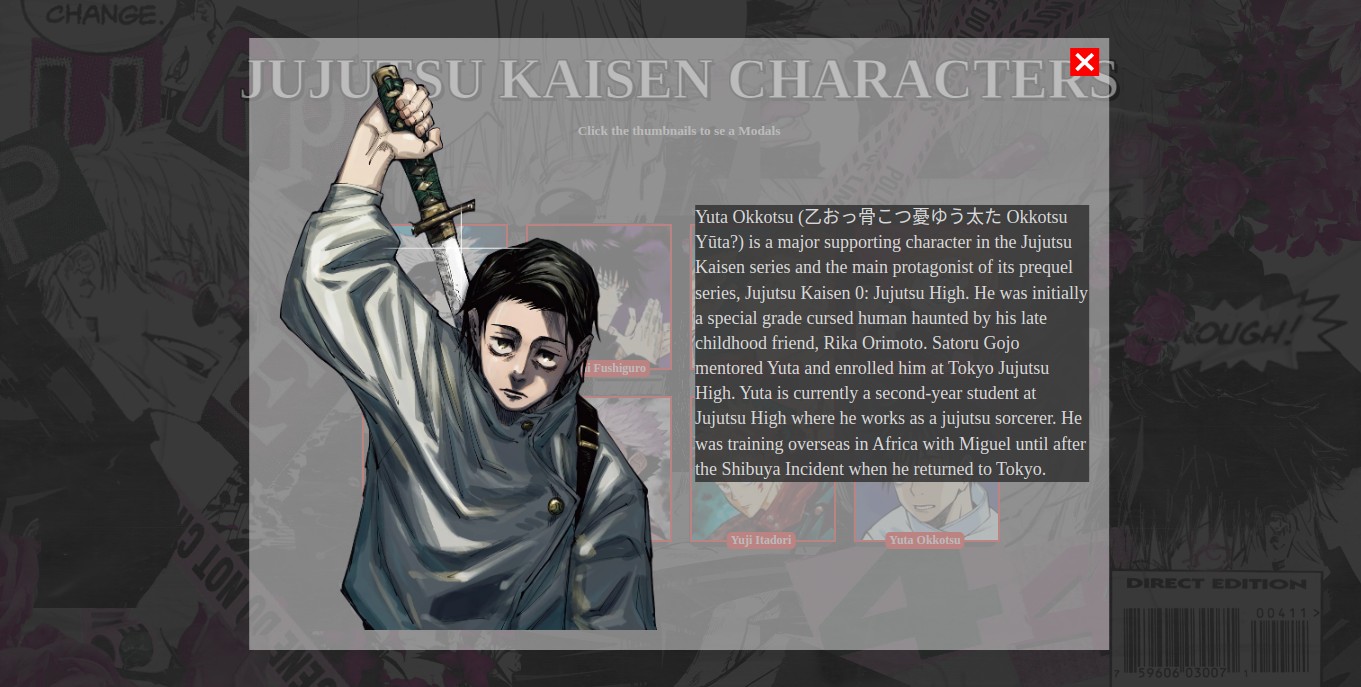 CHANGE.
JUJUTSU KAISEN CHARACTERS
Click the thumbnails to se a Modals
Yuta Okkotsu (乙おっ骨こつ憂ゆう太た Okkotsu
Yūta?) is a major supporting character in the Jujutsu
Kaisen series and the main protagonist of its prequel
series, Jujutsu Kaisen 0: Jujutsu High. He was initially
a special grade cursed human haunted by his late
childhood friend, Rika Orimoto. Satoru Gojo
mentored Yuta and enrolled him at Tokyo Jujutsu
High. Yuta is currently a second-year student at
Jujutsu High where he works as a jujutsu sorcerer. He
was training overseas in Africa with Miguel until after
the Shibuya Incident when he returned to Tokyo.
Fushiguro
Yuji Itadori
Yuta Okkotsu
OUGH!
DIRECT EDITION
00411>
7 59606 03007 1